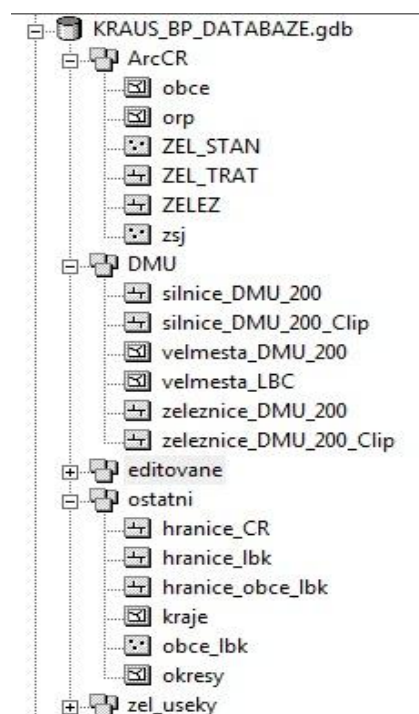 KRAUS_BP_DATABAZE.gdb
ArcCR
obce
orp
ZEL_STAN
ZEL_TRAT
ZELEZ
zsj
DMU
silnice_DMU_200
silnice_DMU_200_Clip
velmesta_DMU_200
velmesta_LBC
zeleznice_DMU_200
zeleznice_DMU_200_Clip
editovane
ostatni
hranice_CR
hranice_lbk
hranice_obce_lbk
kraje
obce_lbk
okresy
zel_useky